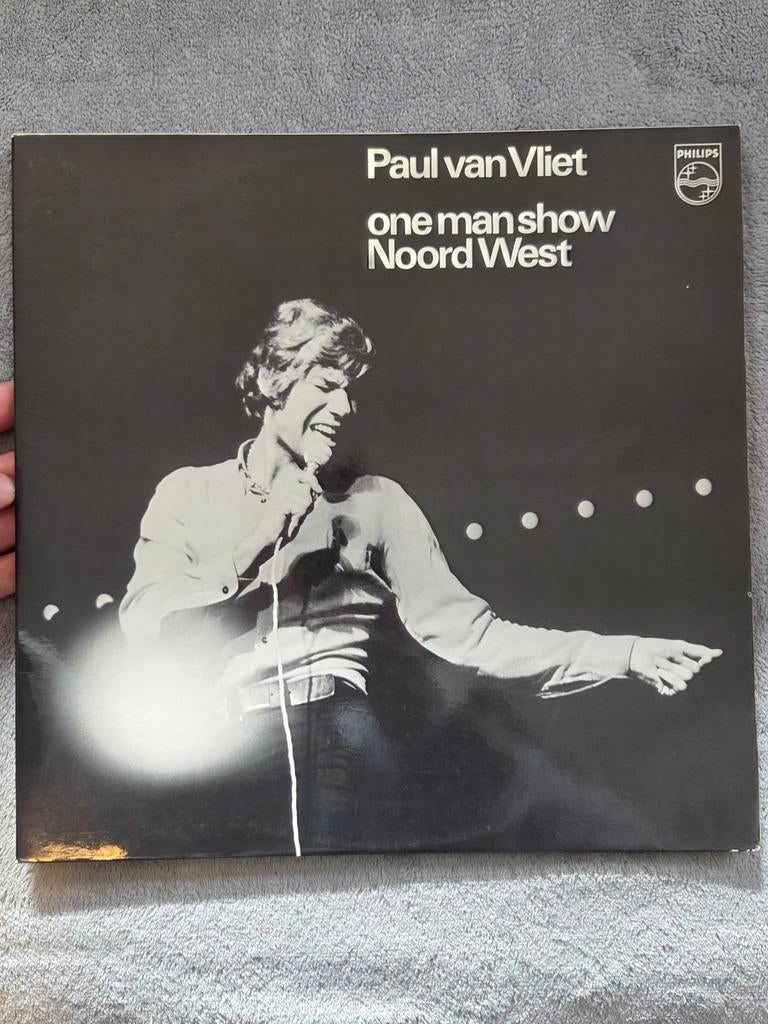 Paul van Vliet
PHILIPS
one man show
Noord West